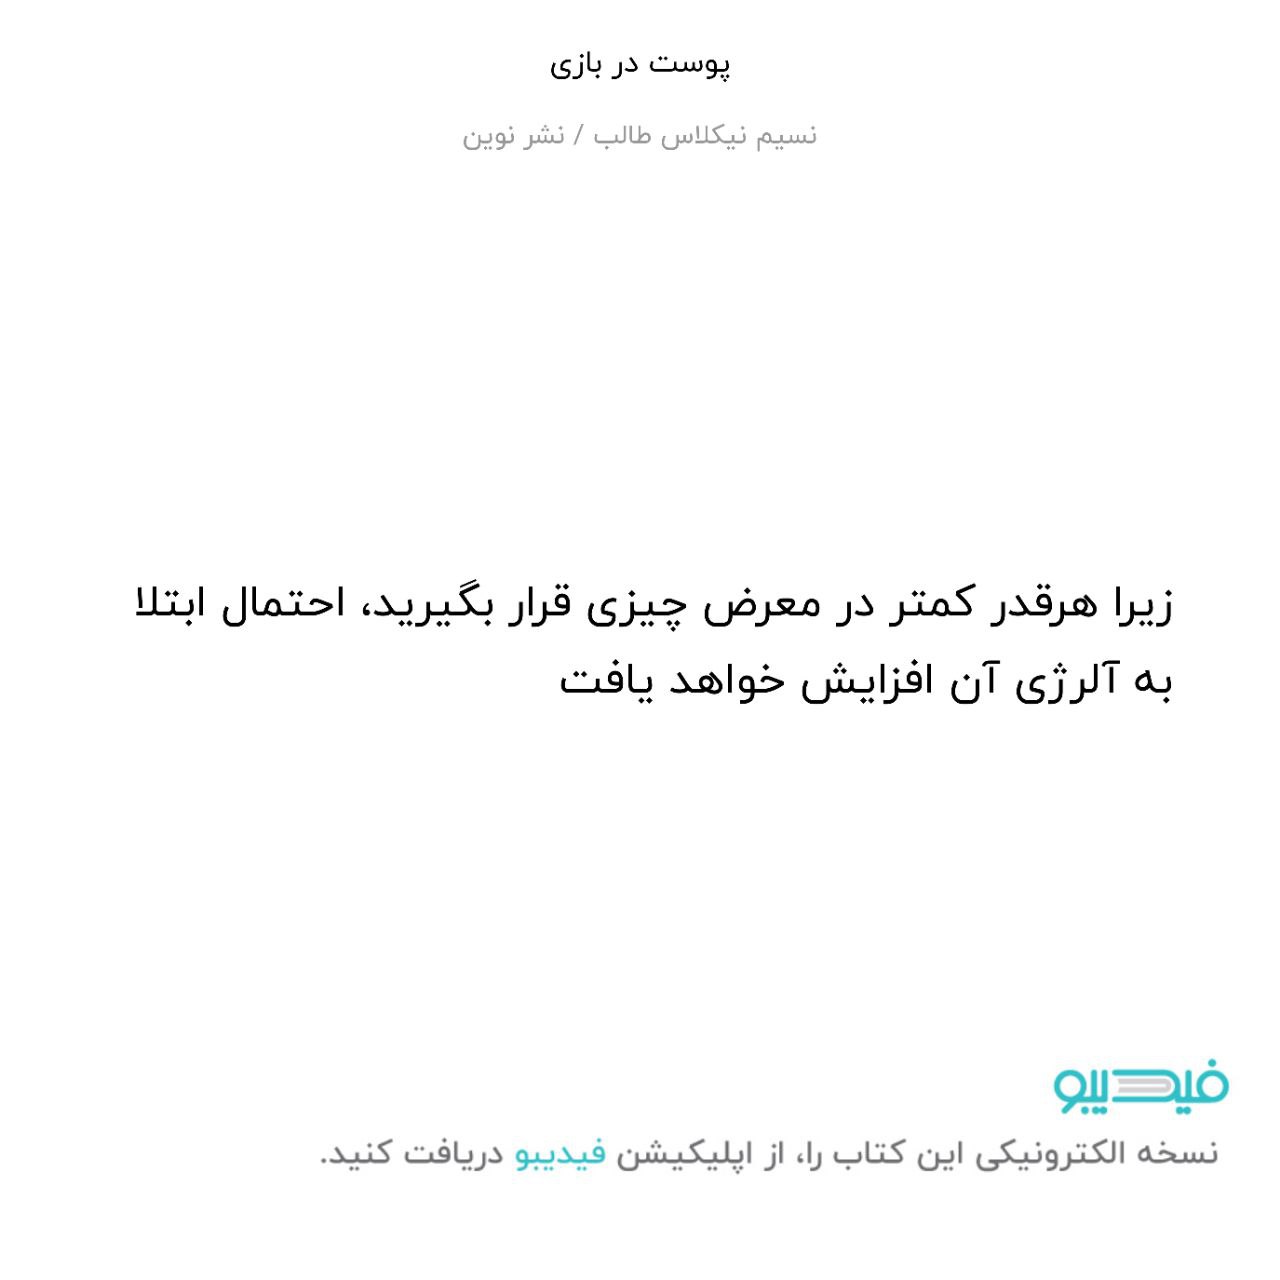 پوست در بازی
نسیم نیکلاس طالب / نشر نوین
زیرا هرقدر کمتر در معرض چیزی قرار بگیرید، احتمال ابتلا
به آلرژی آن افزایش خواهد یافت
فیدیبو
نسخه الکترونیکی این کتاب را، از اپلیکیشن فیدیبو دریافت کنید.